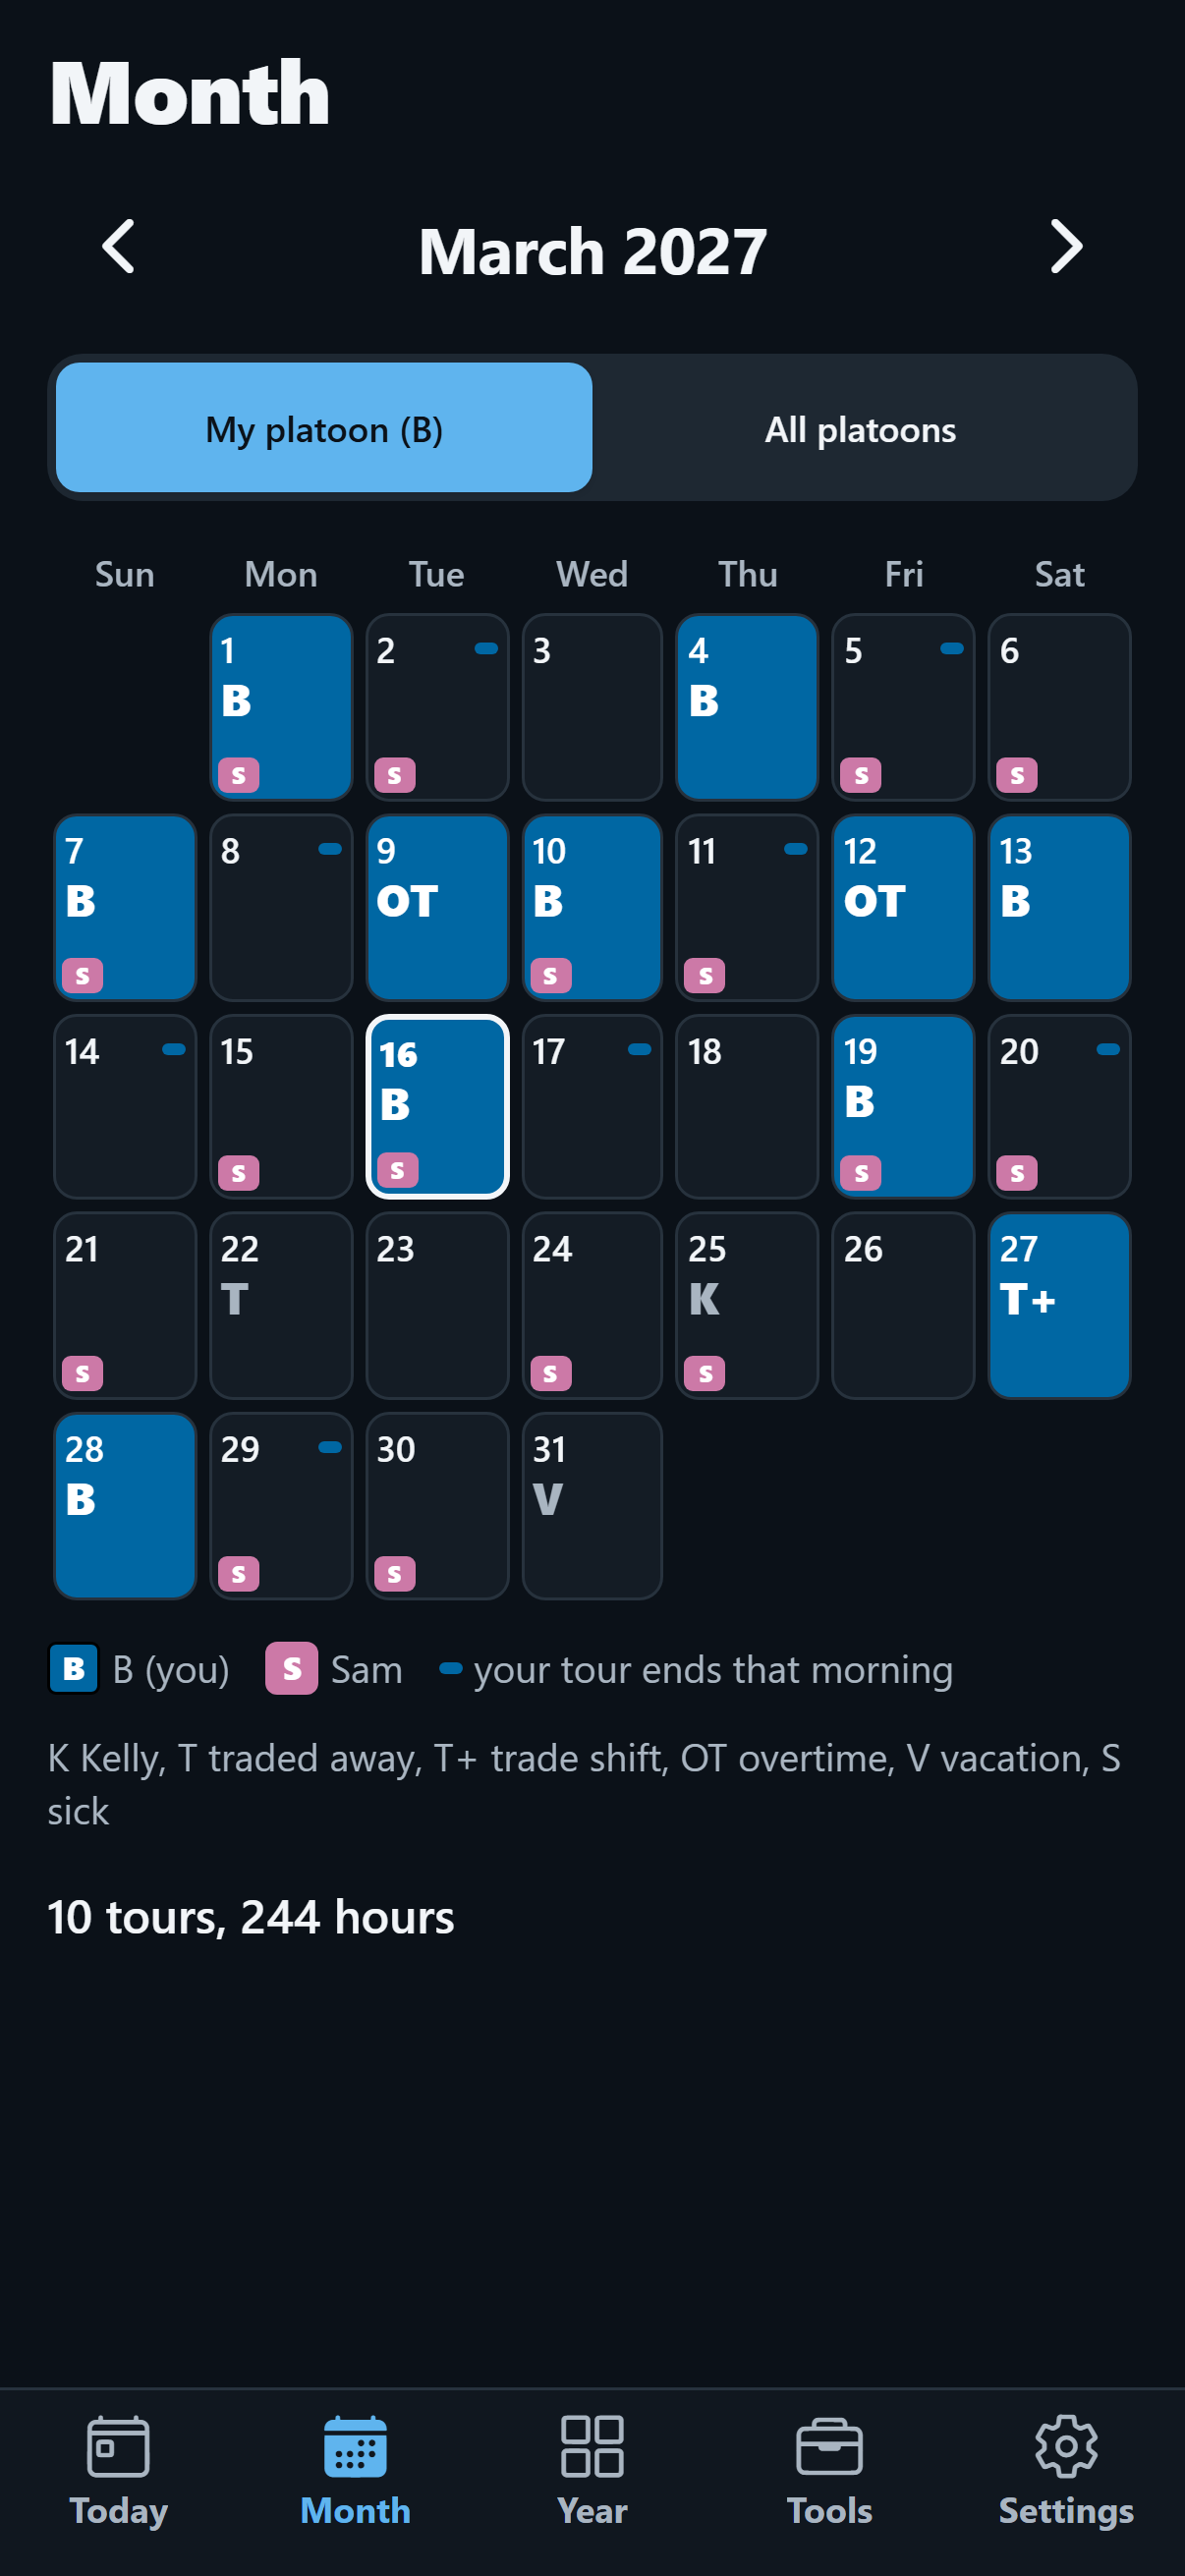 Month
March 2027
My platoon (B) All platoons
Sun Mon Tue Wed Thu Fri Sat
1 2 3 4 5 6
B B
S S S S
7 8 9 10 11 12 13
B OT B OT B
S S S
14 15 16 17 18 19 20
B B
S S S S
21 22 23 24 25 26 27
T K T+
S S S
28 29 30 31
B V
S S
B B (you) S Sam your tour ends that morning
K Kelly, T traded away, T+ trade shift, OT overtime, V vacation, S
sick
10 tours, 244 hours
Today Month Year Tools Settings